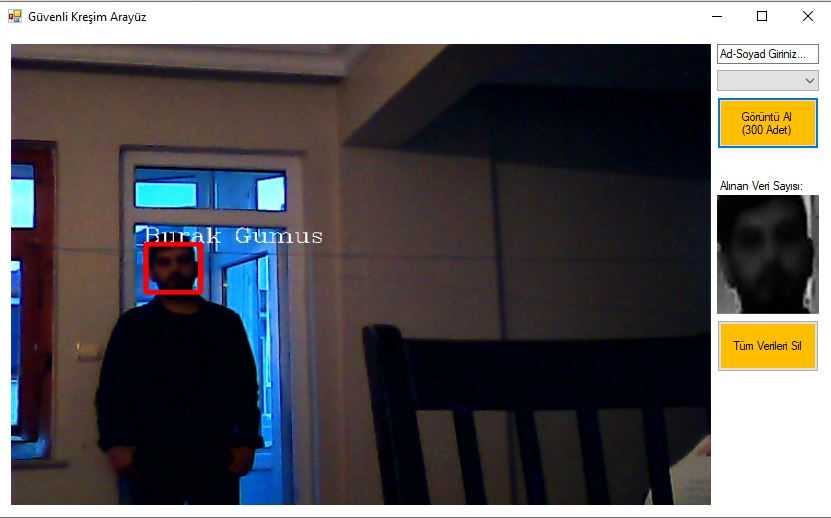 Güvenli Kreşim Arayüz
Ad-Soyad Giriniz...
Görüntü Al
(300 Adet)
Burak Gumus
Alınan Veri Sayısı:
Tüm Verileri Sil